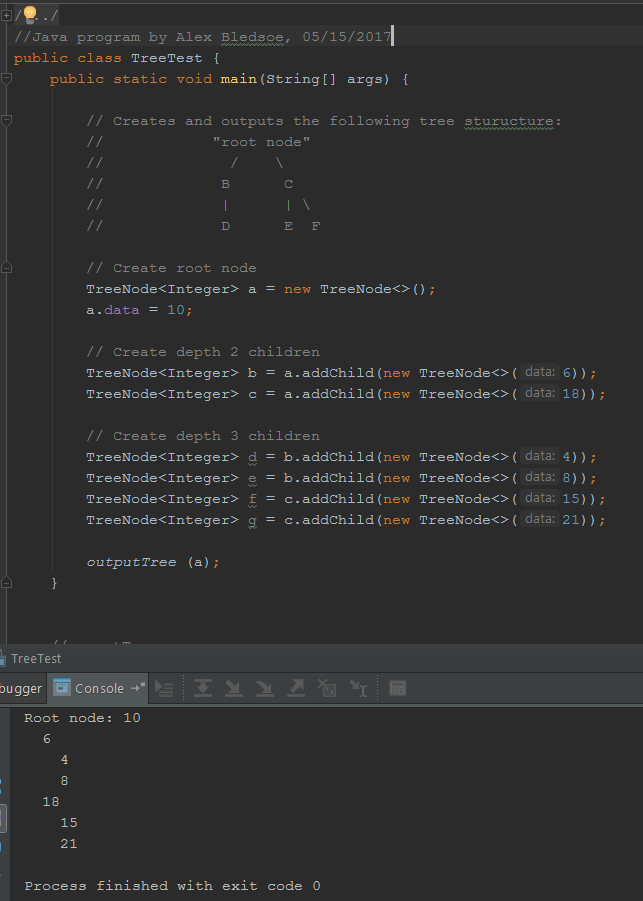 /../
//Java program by Alex Bledsoe, 05/15/2017
public class TreeTest {
    public static void main(String[] args) {
        // Creates and outputs the following tree sturucture:
        //            "root node"
        //              /    \
        //             B      C
        //             |      | \
        //             D      E  F
        // Create root node
        TreeNode<Integer> a = new TreeNode<>();
        a.data = 10;
        // Create depth 2 children
        TreeNode<Integer> b = a.addChild(new TreeNode<>( data: 6));
        TreeNode<Integer> c = a.addChild(new TreeNode<>( data: 18));
        // Create depth 3 children
        TreeNode<Integer> d = b.addChild(new TreeNode<>( data: 4));
        TreeNode<Integer> e = b.addChild(new TreeNode<>( data: 8));
        TreeNode<Integer> f = c.addChild(new TreeNode<>( data: 15));
        TreeNode<Integer> g = c.addChild(new TreeNode<>( data: 21));
        outputTree (a);
    }
TreeTest
bugger Console
Root node: 10
  6
    4
    8
  18
    15
    21
Process finished with exit code 0